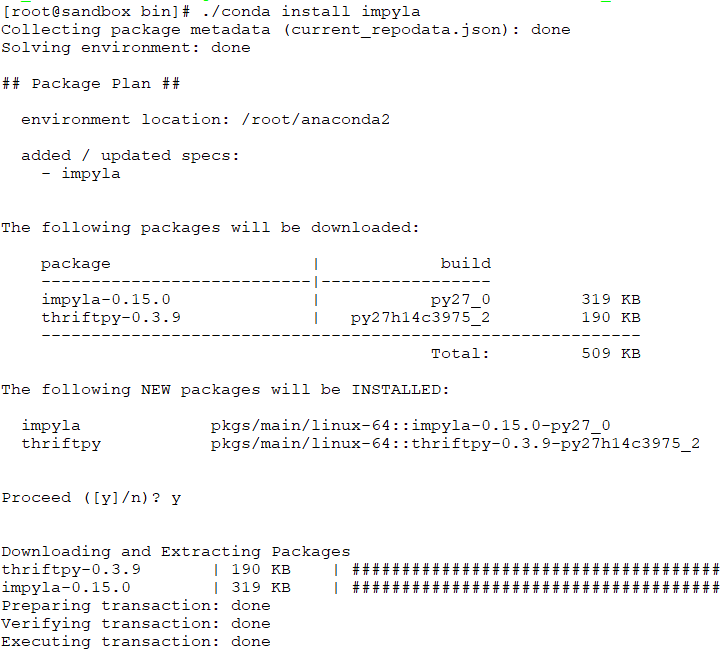 [root@sandbox bin]# ./conda install impyla
Collecting package metadata (current_repodata.json): done
Solving environment: done
## Package Plan ##
environment location: /root/anaconda2
added / updated specs:
- impyla
The following packages will be downloaded:
package | build
---------------------------|-----------------
impyla-0.15.0 | py27_0 319 KB
thriftpy-0.3.9 | py27h14c3975_2 190 KB
------------------------------------------------------------
Total: 509 KB
The following NEW packages will be INSTALLED:
impyla pkgs/main/linux-64::impyla-0.15.0-py27_0
thriftpy pkgs/main/linux-64::thriftpy-0.3.9-py27h14c3975_2
Proceed ([y]/n)? y
Downloading and Extracting Packages
thriftpy-0.3.9 | 190 KB | #####################################
impyla-0.15.0 | 319 KB | #####################################
Preparing transaction: done
Verifying transaction: done
Executing transaction: done